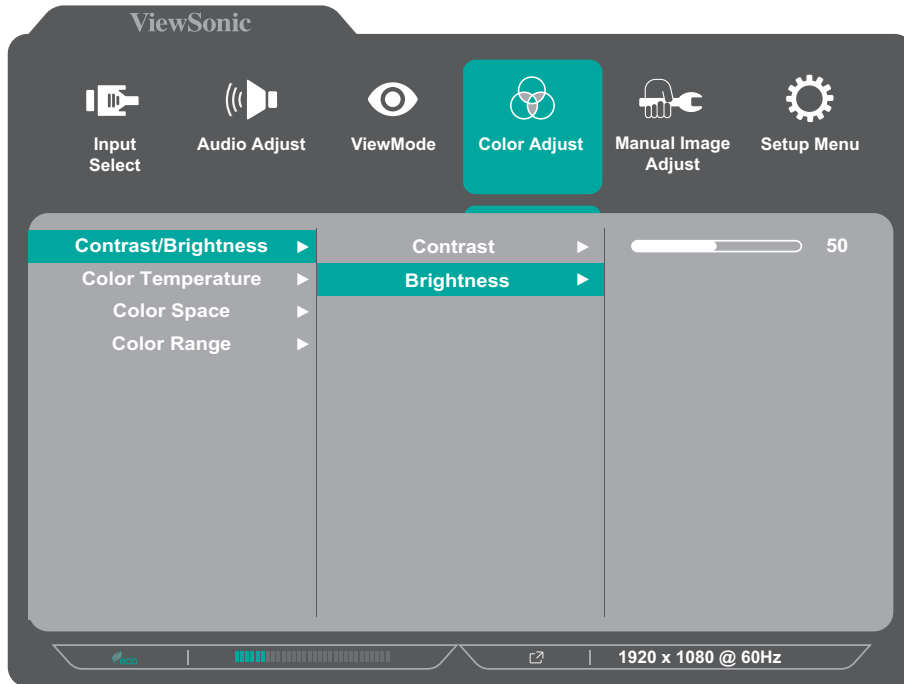 ViewSonic
Input
Select
Audio Adjust
ViewMode
Color Adjust
Manual Image
Adjust
Setup Menu
Contrast/Brightness
Color Temperature
Color Space
Color Range
Contrast
Brightness
50
eco
1920 x 1080 @ 60Hz